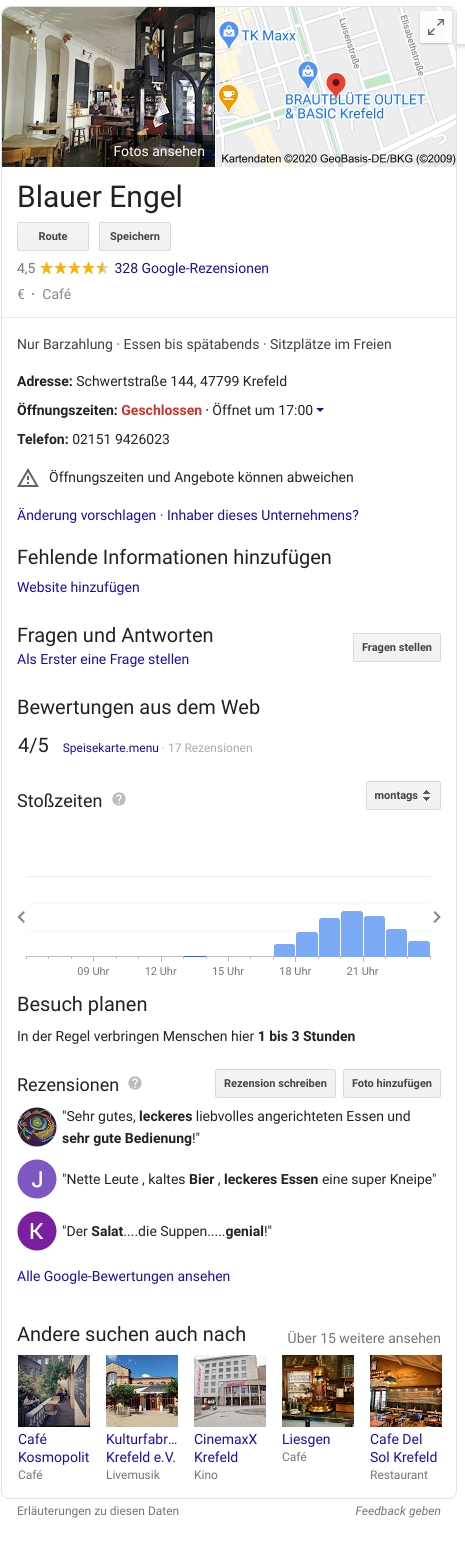 TK Maxx
Luisenstraße
Elisabethstraße
BRAUTBLÜTE OUTLET
& BASIC Krefeld
Fotos ansehen
Kartendaten ©2020 GeoBasis-DE/BKG (©2009)
Blauer Engel
Route Speichern
4,5 328 Google-Rezensionen
€ · Café
Nur Barzahlung · Essen bis spätabends · Sitzplätze im Freien
Adresse: Schwertstraße 144, 47799 Krefeld
Öffnungszeiten: Geschlossen · Öffnet um 17:00
Telefon: 02151 9426023
Öffnungszeiten und Angebote können abweichen
Änderung vorschlagen · Inhaber dieses Unternehmens?
Fehlende Informationen hinzufügen
Website hinzufügen
Fragen und Antworten
Als Erster eine Frage stellen
Fragen stellen
Bewertungen aus dem Web
4/5 Speisekarte.menu · 17 Rezensionen
Stoßzeiten ? montags
09 Uhr 12 Uhr 15 Uhr 18 Uhr 21 Uhr
Besuch planen
In der Regel verbringen Menschen hier 1 bis 3 Stunden
Rezensionen ? Rezension schreiben Foto hinzufügen
"Sehr gutes, leckeres liebvolles angerichteten Essen und
sehr gute Bedienung!"
J "Nette Leute , kaltes Bier , leckeres Essen eine super Kneipe"
K "Der Salat....die Suppen.....genial!"
Alle Google-Bewertungen ansehen
Andere suchen auch nach Über 15 weitere ansehen
Café
Kosmopolit
Café
Kulturfabr...
Krefeld e.V.
Livemusik
CinemaxX
Krefeld
Kino
Liesgen
Café
Cafe Del
Sol Krefeld
Restaurant
Erläuterungen zu diesen Daten Feedback geben